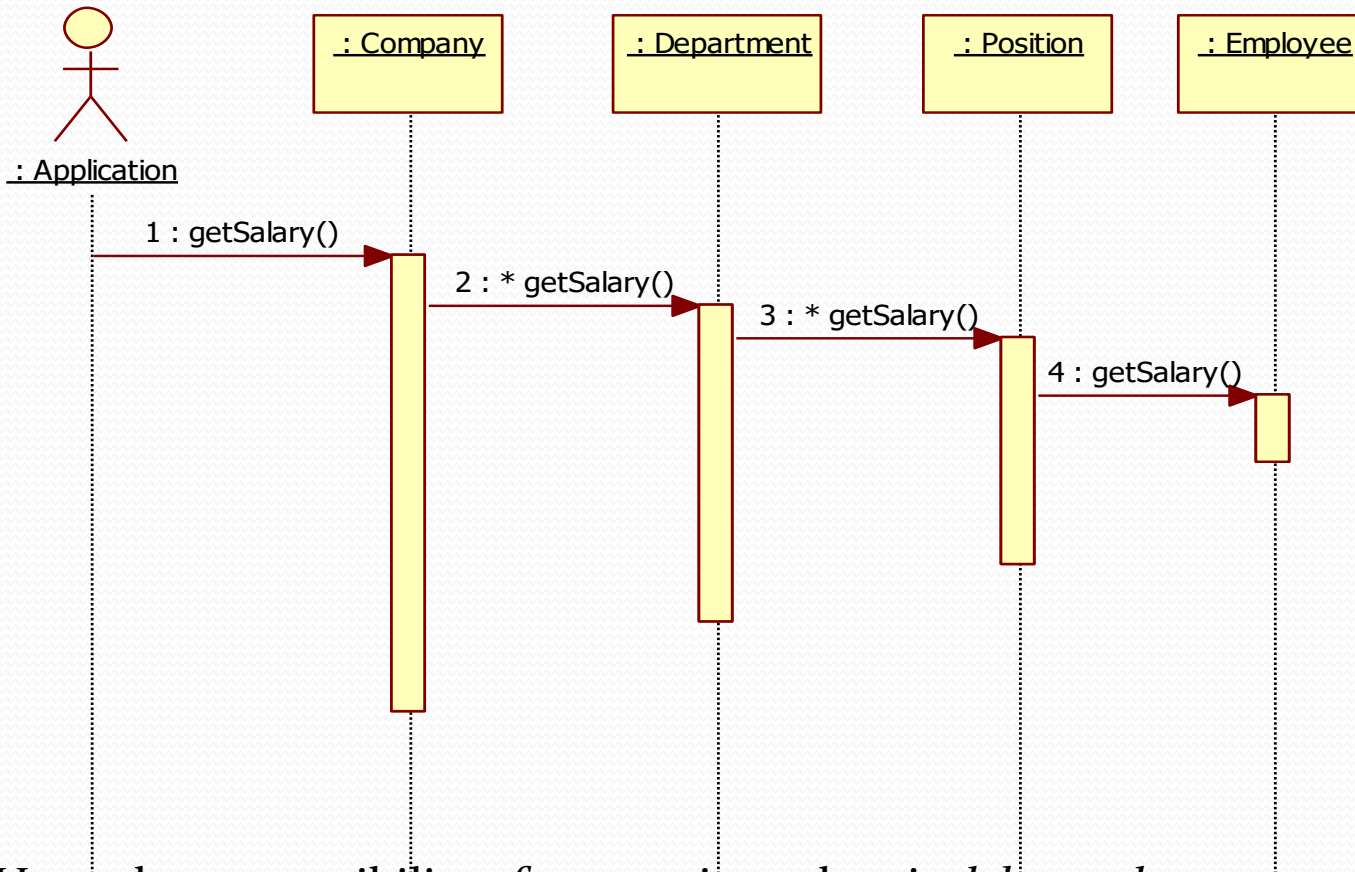 : Company
: Department
: Position
: Employee
: Application
1 : getSalary()
2 : * getSalary()
3 : * getSalary()
4 : getSalary()